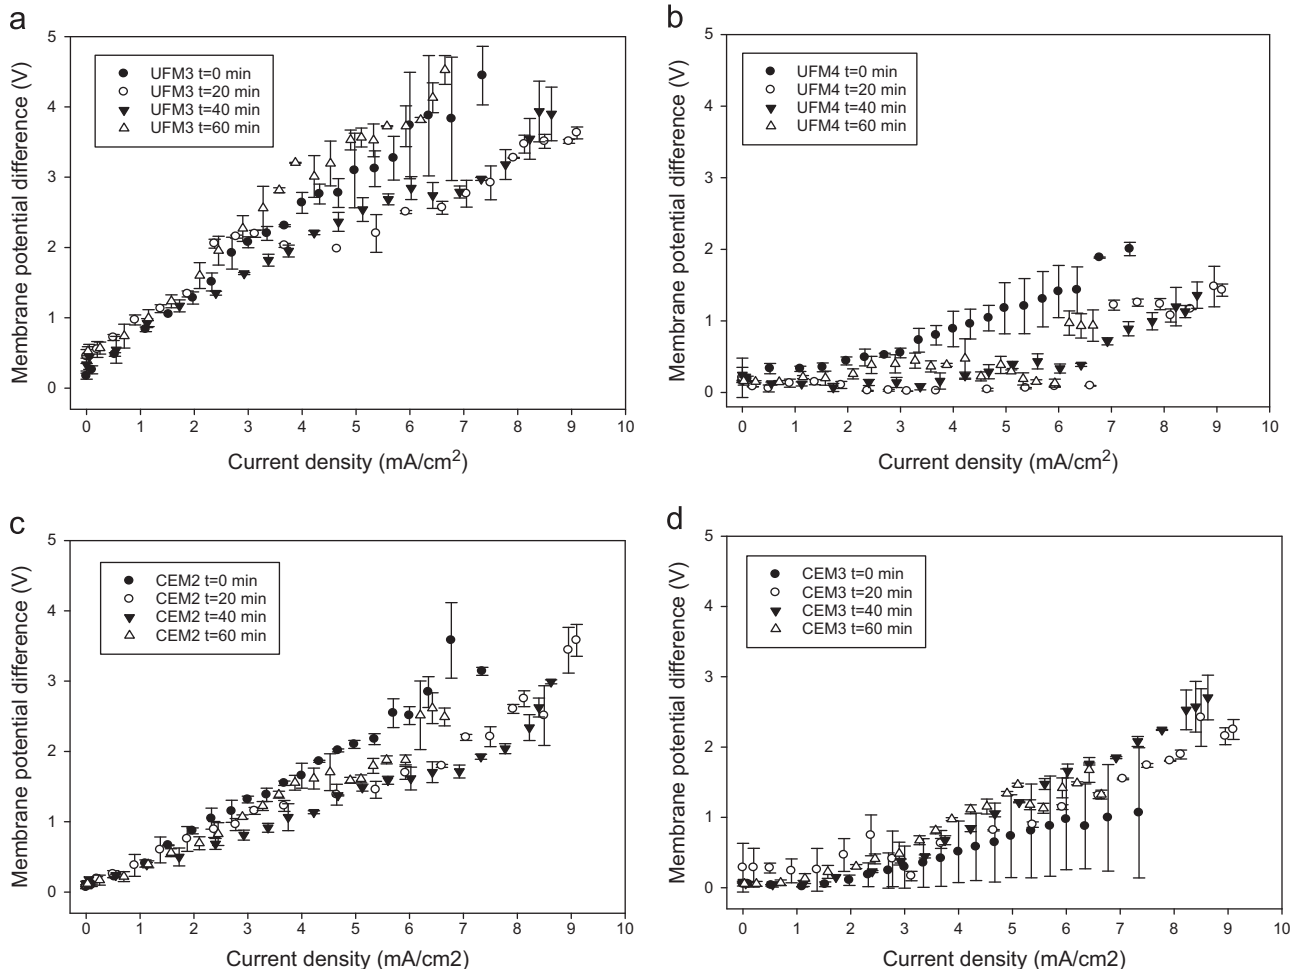 a
5
4
3
2
1
0
Membrane potential difference (V)
UFM3 t=0 min
UFM3 t=20 min
UFM3 t=40 min
UFM3 t=60 min
0 1 2 3 4 5 6 7 8 9 10
Current density (mA/cm²)
b
5
4
3
2
1
0
Membrane potential difference (V)
UFM4 t=0 min
UFM4 t=20 min
UFM4 t=40 min
UFM4 t=60 min
0 1 2 3 4 5 6 7 8 9 10
Current density (mA/cm²)
c
5
4
3
2
1
0
Membrane potential difference (V)
CEM2 t=0 min
CEM2 t=20 min
CEM2 t=40 min
CEM2 t=60 min
0 1 2 3 4 5 6 7 8 9 10
Current density (mA/cm2)
d
5
4
3
2
1
0
Membrane potential difference (V)
CEM3 t=0 min
CEM3 t=20 min
CEM3 t=40 min
CEM3 t=60 min
0 1 2 3 4 5 6 7 8 9 10
Current density (mA/cm2)